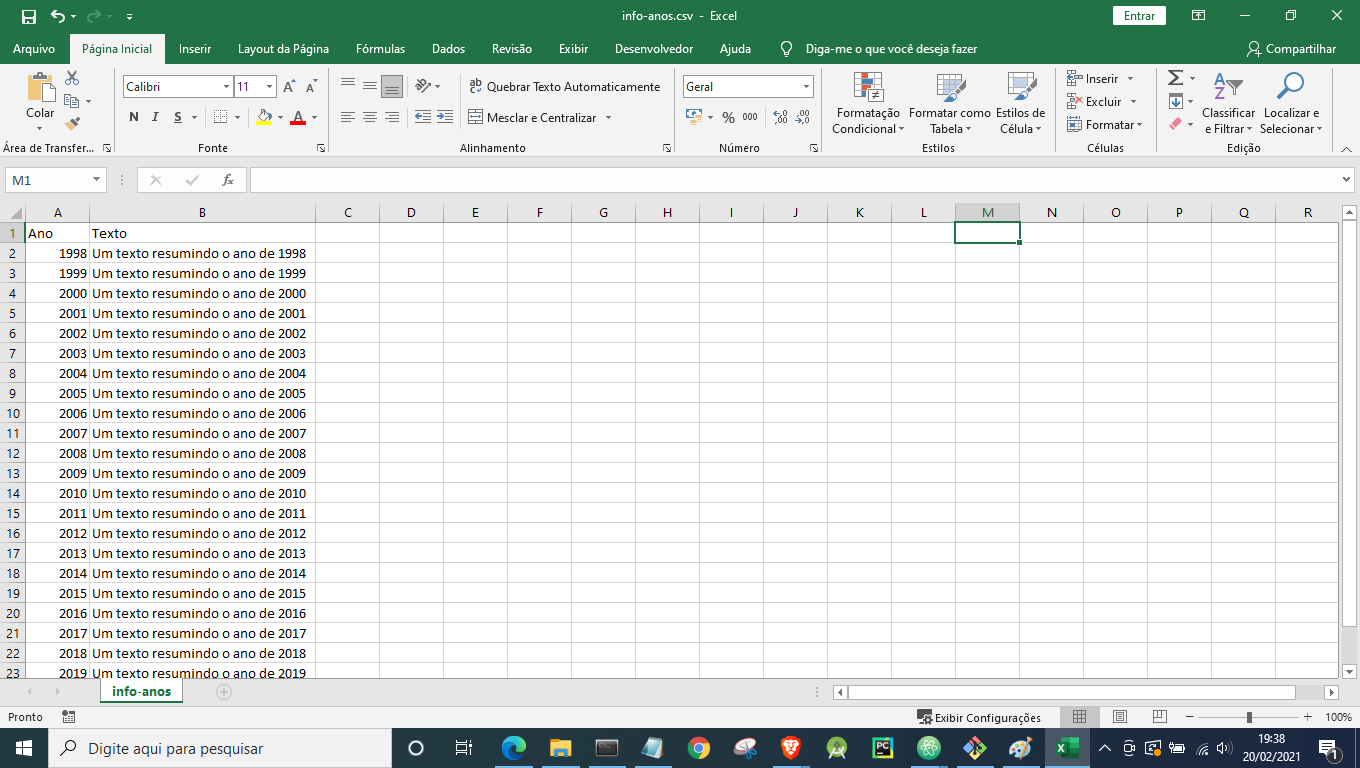 info-anos.csv - Excel
Entrar
Arquivo Página Inicial Inserir Layout da Página Fórmulas Dados Revisão Exibir Desenvolvedor Ajuda Diga-me o que você deseja fazer Compartilhar
Colar
Área de Transfer...
Calibri 11
N I S
Fonte
Quebrar Texto Automaticamente
Mesclar e Centralizar
Alinhamento
Geral
% 000
Número
Formatação Condicional
Formatar como Tabela
Estilos de Célula
Estilos
Inserir
Excluir
Formatar
Células
Classificar e Filtrar
Localizar e Selecionar
Edição
M1 fx
A B C D E F G H I J K L M N O P Q R
1 Ano Texto
2 1998 Um texto resumindo o ano de 1998
3 1999 Um texto resumindo o ano de 1999
4 2000 Um texto resumindo o ano de 2000
5 2001 Um texto resumindo o ano de 2001
6 2002 Um texto resumindo o ano de 2002
7 2003 Um texto resumindo o ano de 2003
8 2004 Um texto resumindo o ano de 2004
9 2005 Um texto resumindo o ano de 2005
10 2006 Um texto resumindo o ano de 2006
11 2007 Um texto resumindo o ano de 2007
12 2008 Um texto resumindo o ano de 2008
13 2009 Um texto resumindo o ano de 2009
14 2010 Um texto resumindo o ano de 2010
15 2011 Um texto resumindo o ano de 2011
16 2012 Um texto resumindo o ano de 2012
17 2013 Um texto resumindo o ano de 2013
18 2014 Um texto resumindo o ano de 2014
19 2015 Um texto resumindo o ano de 2015
20 2016 Um texto resumindo o ano de 2016
21 2017 Um texto resumindo o ano de 2017
22 2018 Um texto resumindo o ano de 2018
23 2019 Um texto resumindo o ano de 2019
info-anos
Pronto Exibir Configurações 100%
Digite aqui para pesquisar
19:38
20/02/2021
1